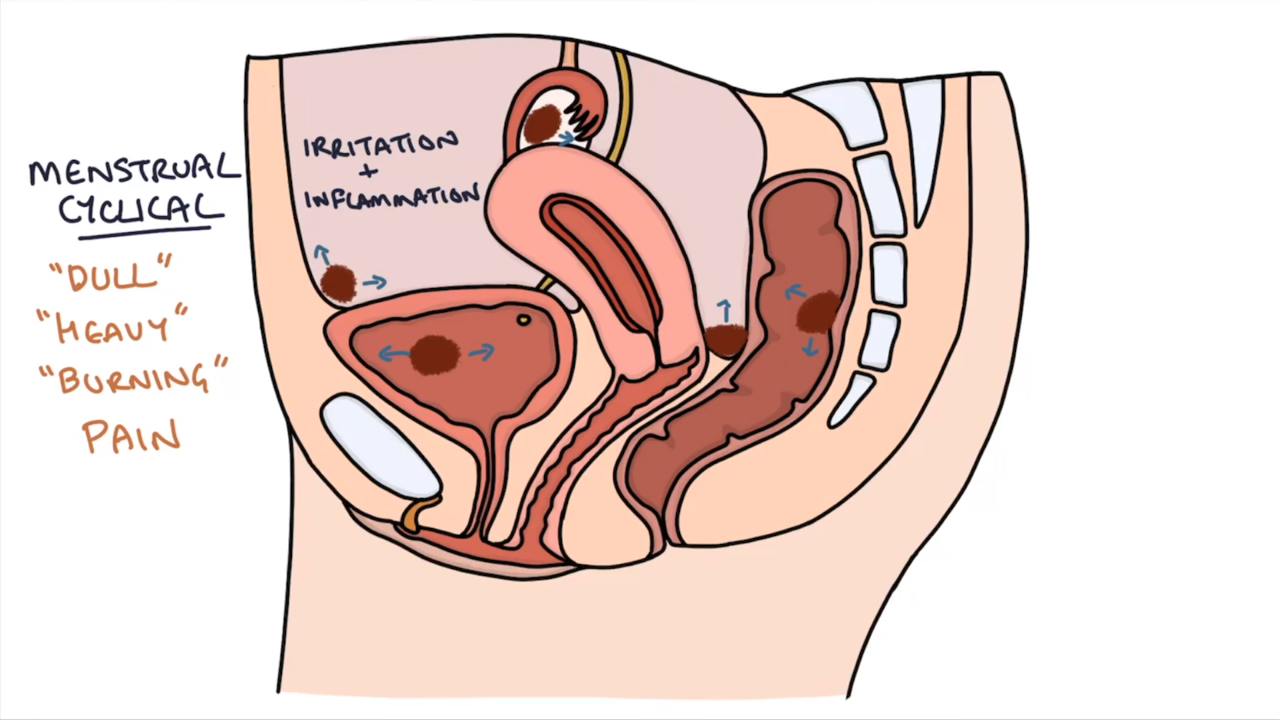 MENSTRUAL
CYCLICAL
"DULL"
"HEAVY"
"BURNING"
PAIN
IRRITATION
+
INFLAMMATION